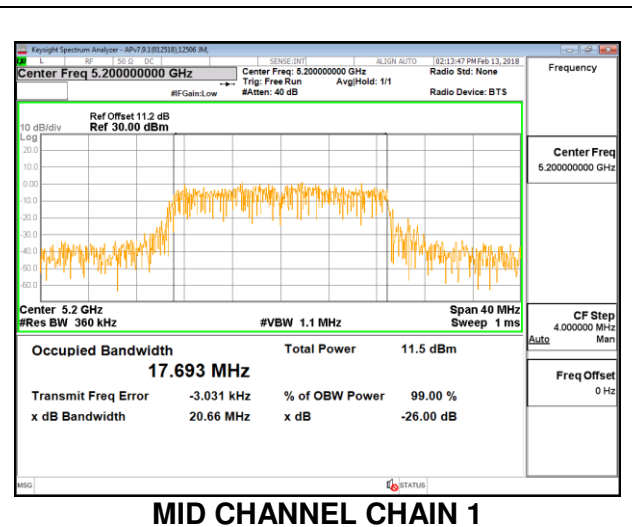 Keysight Spectrum Analyzer - APv7.9.1(012518),12506 JM,
L RF 50 Ω DC SENSE:INT ALIGN AUTO 02:13:47 PM Feb 13, 2018
Center Freq 5.200000000 GHz Center Freq: 5.200000000 GHz Radio Std: None Frequency
Trig: Free Run Avg|Hold: 1/1
#IFGain:Low #Atten: 40 dB Radio Device: BTS
Ref Offset 11.2 dB
10 dB/div Ref 30.00 dBm
Log
20.0
10.0
0.00
-10.0
-20.0
-30.0
-40.0
-50.0
-60.0
Center 5.2 GHz Span 40 MHz
#Res BW 360 kHz #VBW 1.1 MHz Sweep 1 ms
Occupied Bandwidth Total Power 11.5 dBm
17.693 MHz
Transmit Freq Error -3.031 kHz % of OBW Power 99.00 %
x dB Bandwidth 20.66 MHz x dB -26.00 dB
Center Freq
5.200000000 GHz
CF Step
4.000000 MHz
Auto Man
Freq Offset
0 Hz
MSG STATUS
MID CHANNEL CHAIN 1